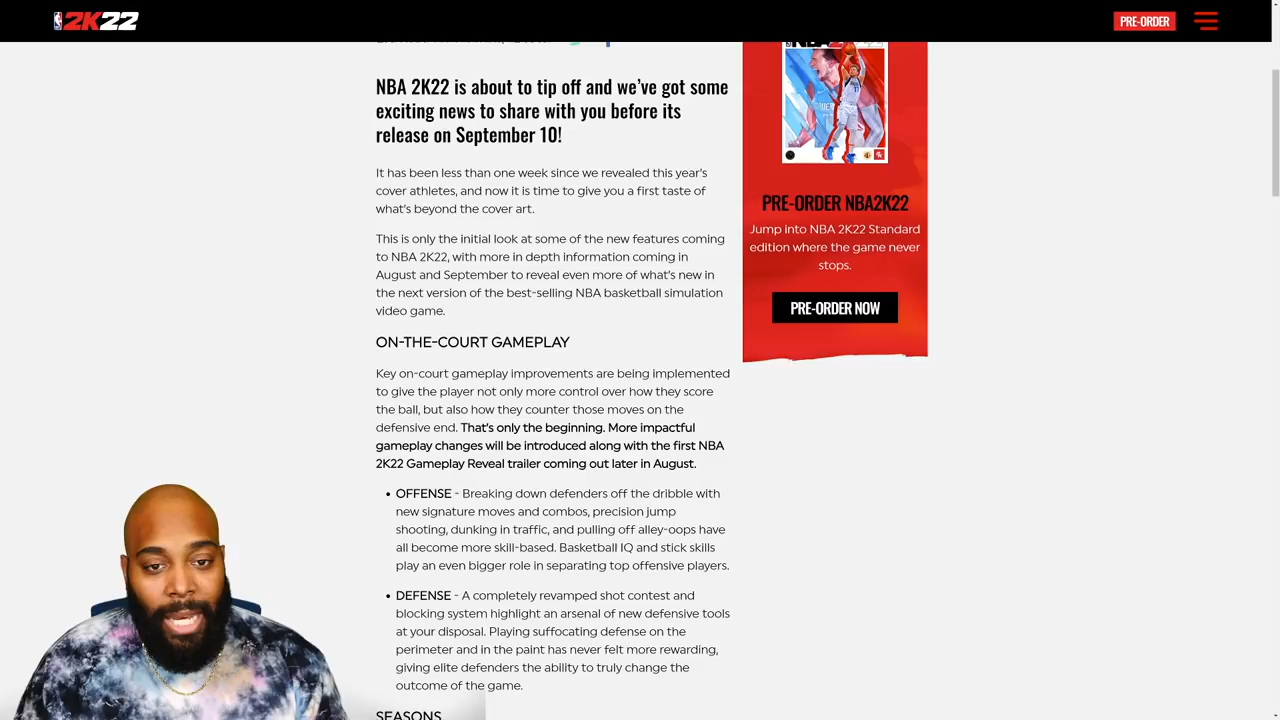 2K22
PRE-ORDER
NBA 2K22 is about to tip off and we've got some
exciting news to share with you before its
release on September 10!
It has been less than one week since we revealed this year's
cover athletes, and now it is time to give you a first taste of
what's beyond the cover art.
This is only the initial look at some of the new features coming
to NBA 2K22, with more in depth information coming in
August and September to reveal even more of what's new in
the next version of the best-selling NBA basketball simulation
video game.
ON-THE-COURT GAMEPLAY
Key on-court gameplay improvements are being implemented
to give the player not only more control over how they score
the ball, but also how they counter those moves on the
defensive end. That's only the beginning. More impactful
gameplay changes will be introduced along with the first NBA
2K22 Gameplay Reveal trailer coming out later in August.
• OFFENSE - Breaking down defenders off the dribble with
new signature moves and combos, precision jump
shooting, dunking in traffic, and pulling off alley-oops have
all become more skill-based. Basketball IQ and stick skills
play an even bigger role in separating top offensive players.
• DEFENSE - A completely revamped shot contest and
blocking system highlight an arsenal of new defensive tools
at your disposal. Playing suffocating defense on the
perimeter and in the paint has never felt more rewarding,
giving elite defenders the ability to truly change the
outcome of the game.
SEASONS
PRE-ORDER NBA2K22
Jump into NBA 2K22 Standard
edition where the game never
stops.
PRE-ORDER NOW